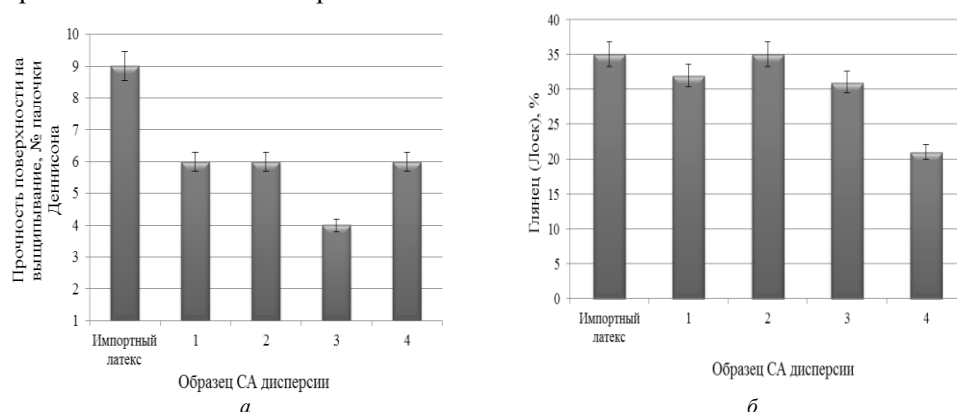 Прочность поверхности на
выщипывание, № палочки
Деннисона
10
9
8
7
6
5
4
3
2
1
Импортный
латекс
1
2
3
4
Образец СА дисперсии
а
Глянец (Лоск), %
40
35
30
25
20
15
10
5
0
Импортный
латекс
1
2
3
4
Образец СА дисперсии
б